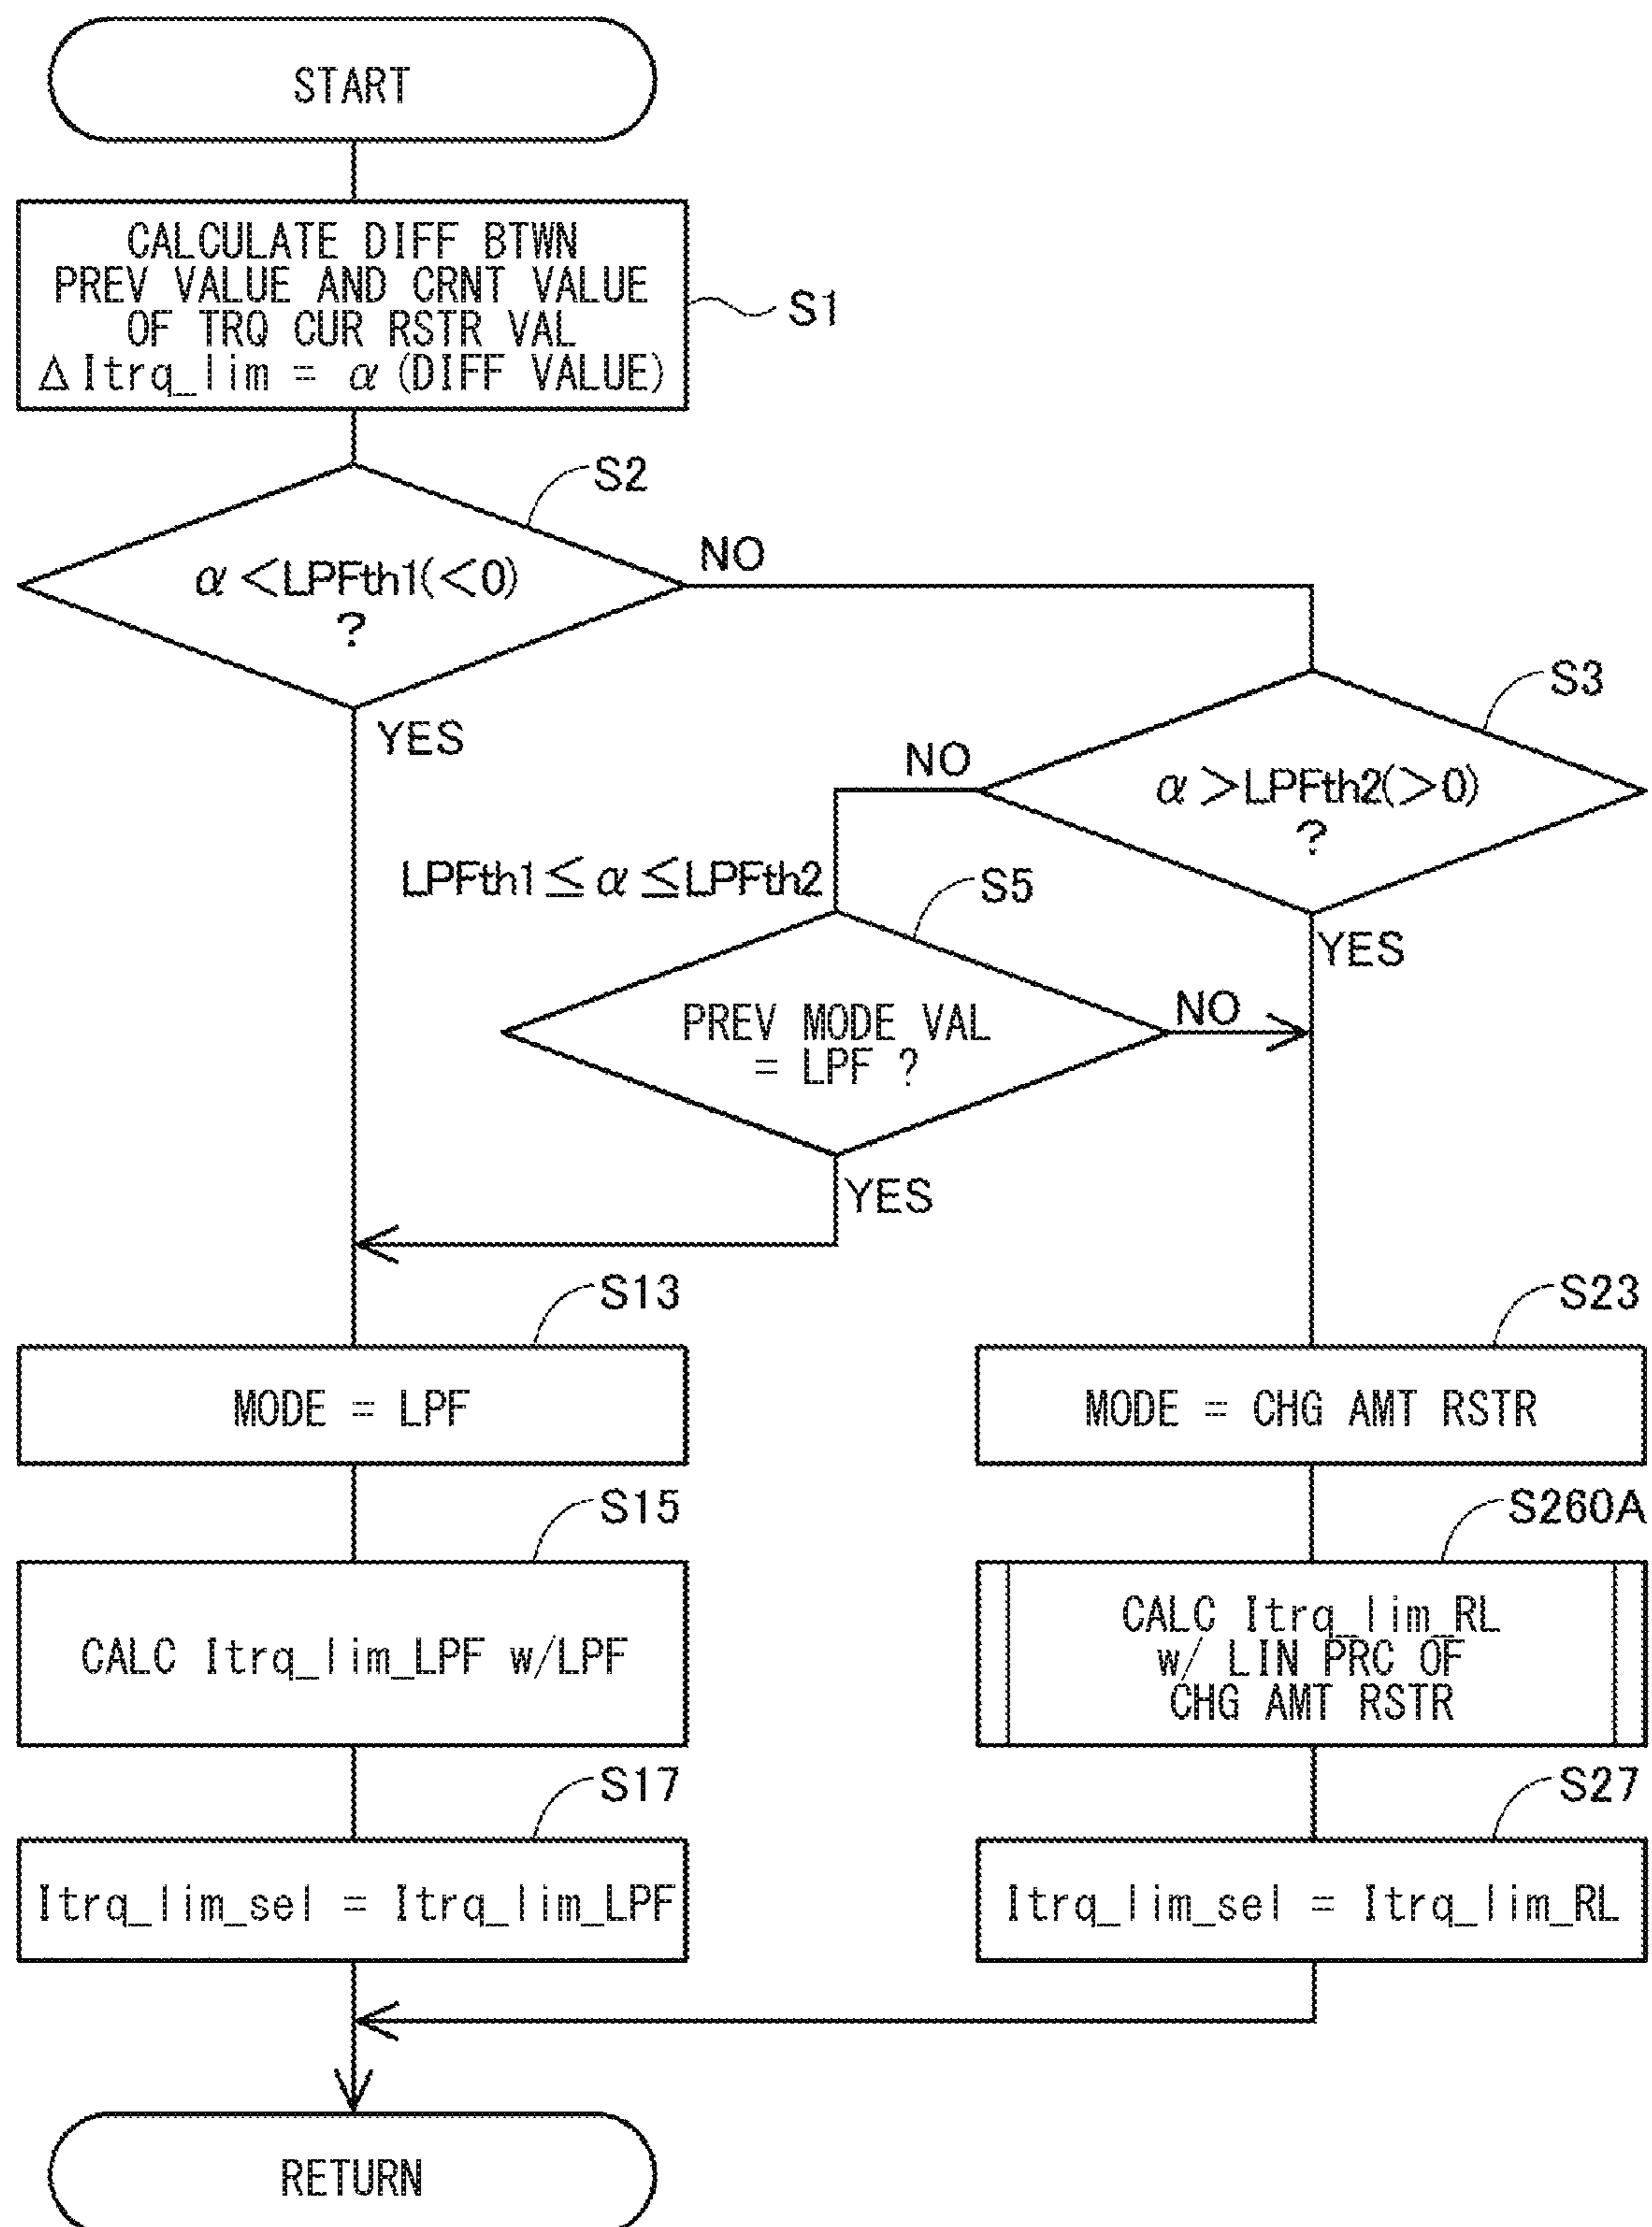 START
CALCULATE DIFF BTWN
PREV VALUE AND CRNT VALUE
OF TRQ CUR RSTR VAL
ΔItrq_lim = α (DIFF VALUE)
S1
S2
α <LPFth1(<0)
?
NO
YES
S3
α >LPFth2(>0)
?
NO
YES
LPFth1≦ α ≦LPFth2
S5
PREV MODE VAL
= LPF ?
NO
YES
S13
MODE = LPF
S23
MODE = CHG AMT RSTR
S15
CALC Itrq_lim_LPF w/LPF
S260A
CALC Itrq_lim_RL
w/ LIN PRC OF
CHG AMT RSTR
S17
Itrq_lim_sel = Itrq_lim_LPF
S27
Itrq_lim_sel = Itrq_lim_RL
RETURN